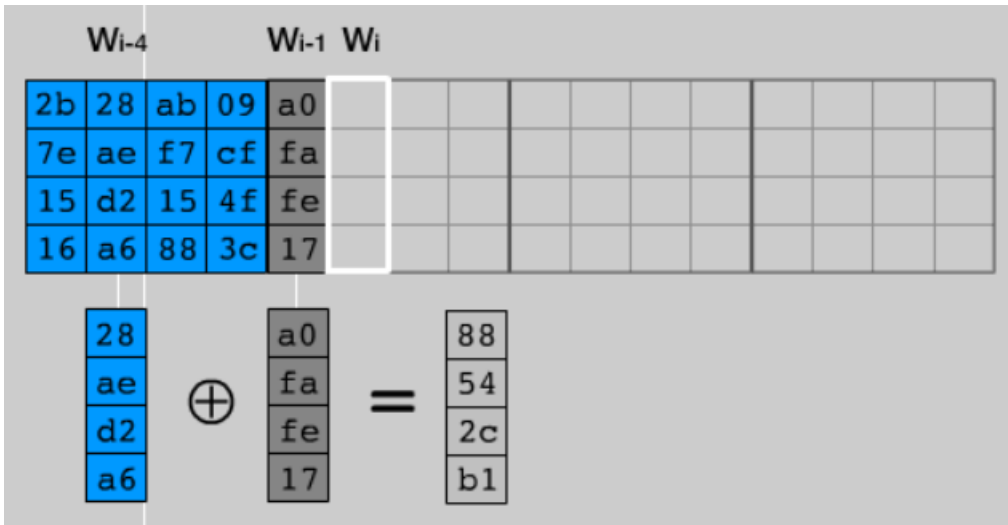 Wi-4 Wi-1 Wi
2b 28 ab 09 a0
7e ae f7 cf fa
15 d2 15 4f fe
16 a6 88 3c 17
28 a0 88
ae fa 54
⊕ =
d2 fe 2c
a6 17 b1